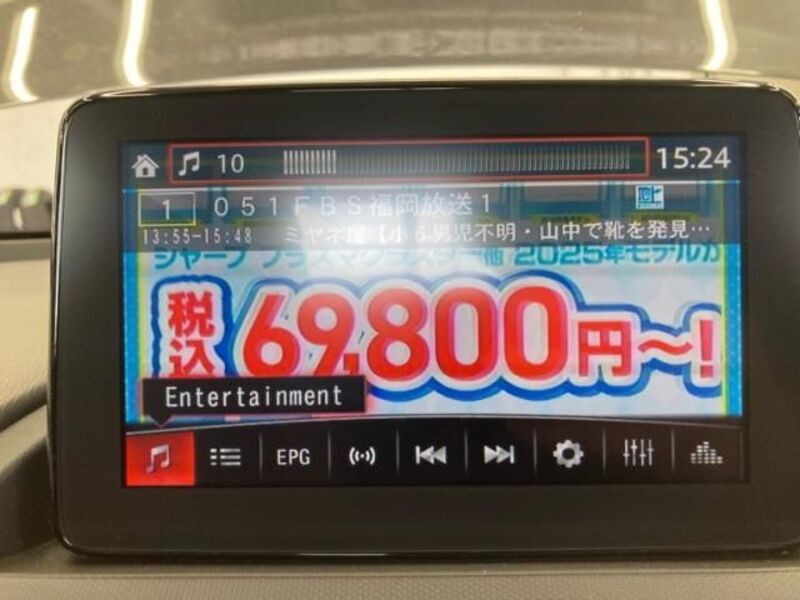 10 15:24
1 051FBS福岡放送1
13:55-15:48 ミヤネ屋【小6男児不明・山中で靴を発見…
シャープ プラズマクラスター他 2025年モデルが
税込 69,800円〜!
Entertainment
EPG